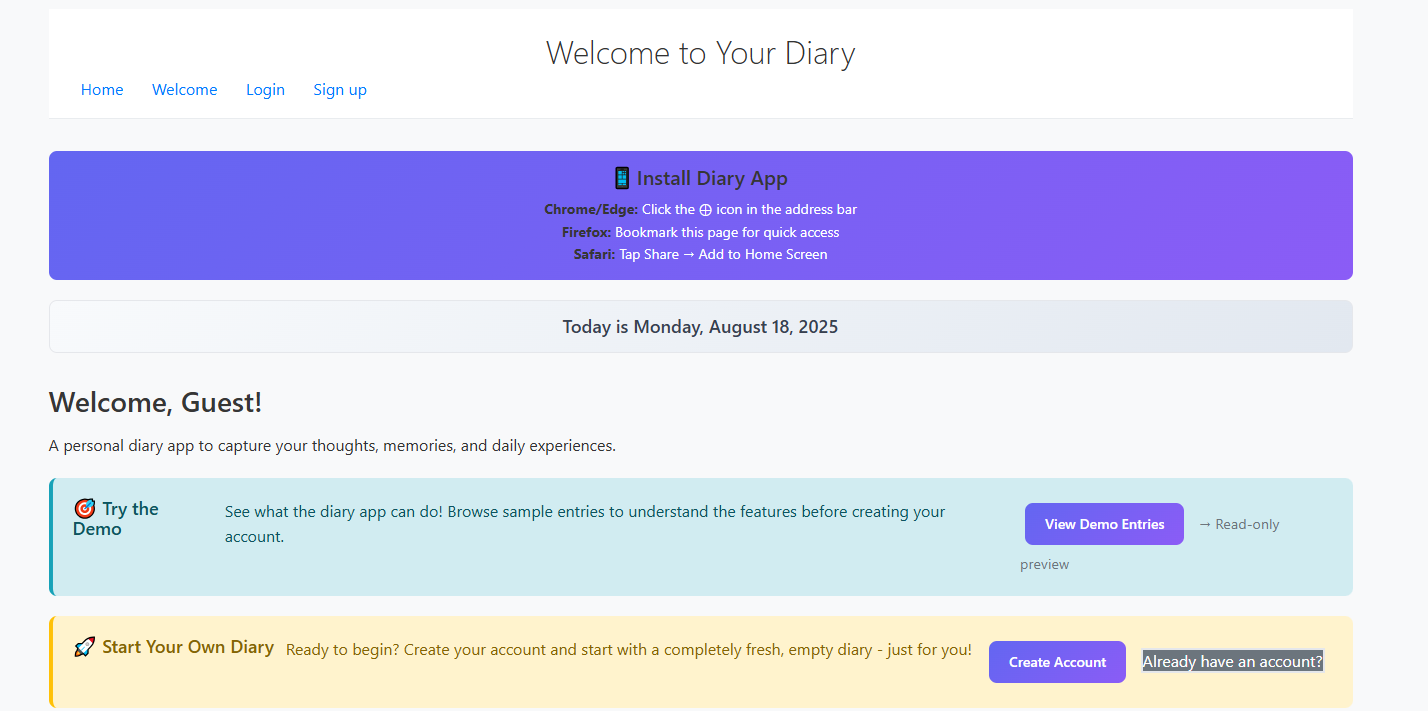 Welcome to Your Diary
Home Welcome Login Sign up
📱 Install Diary App
Chrome/Edge: Click the ⨁ icon in the address bar
Firefox: Bookmark this page for quick access
Safari: Tap Share → Add to Home Screen
Today is Monday, August 18, 2025
Welcome, Guest!
A personal diary app to capture your thoughts, memories, and daily experiences.
🎯 Try the
Demo
See what the diary app can do! Browse sample entries to understand the features before creating your
account.
View Demo Entries → Read-only
preview
🚀 Start Your Own Diary Ready to begin? Create your account and start with a completely fresh, empty diary - just for you! Create Account Already have an account?